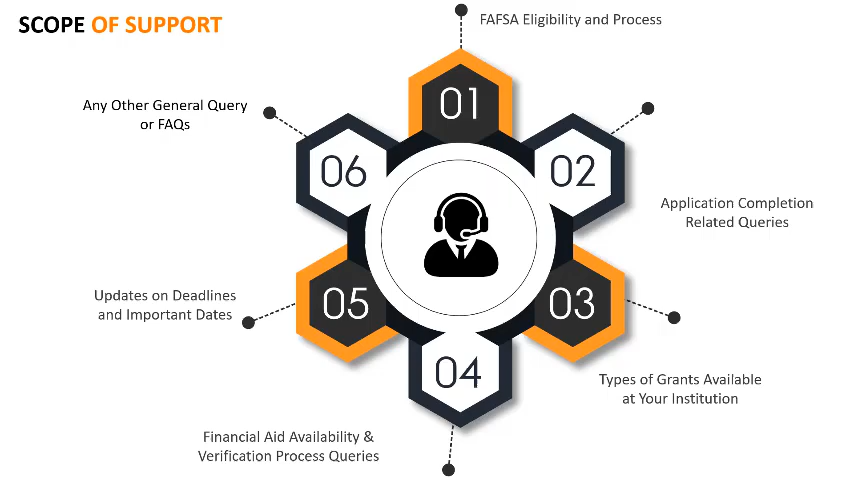 SCOPE OF SUPPORT
01
FAFSA Eligibility and Process
02
Application Completion
Related Queries
03
Types of Grants Available
at Your Institution
04
Financial Aid Availability &
Verification Process Queries
05
Updates on Deadlines
and Important Dates
06
Any Other General Query
or FAQs